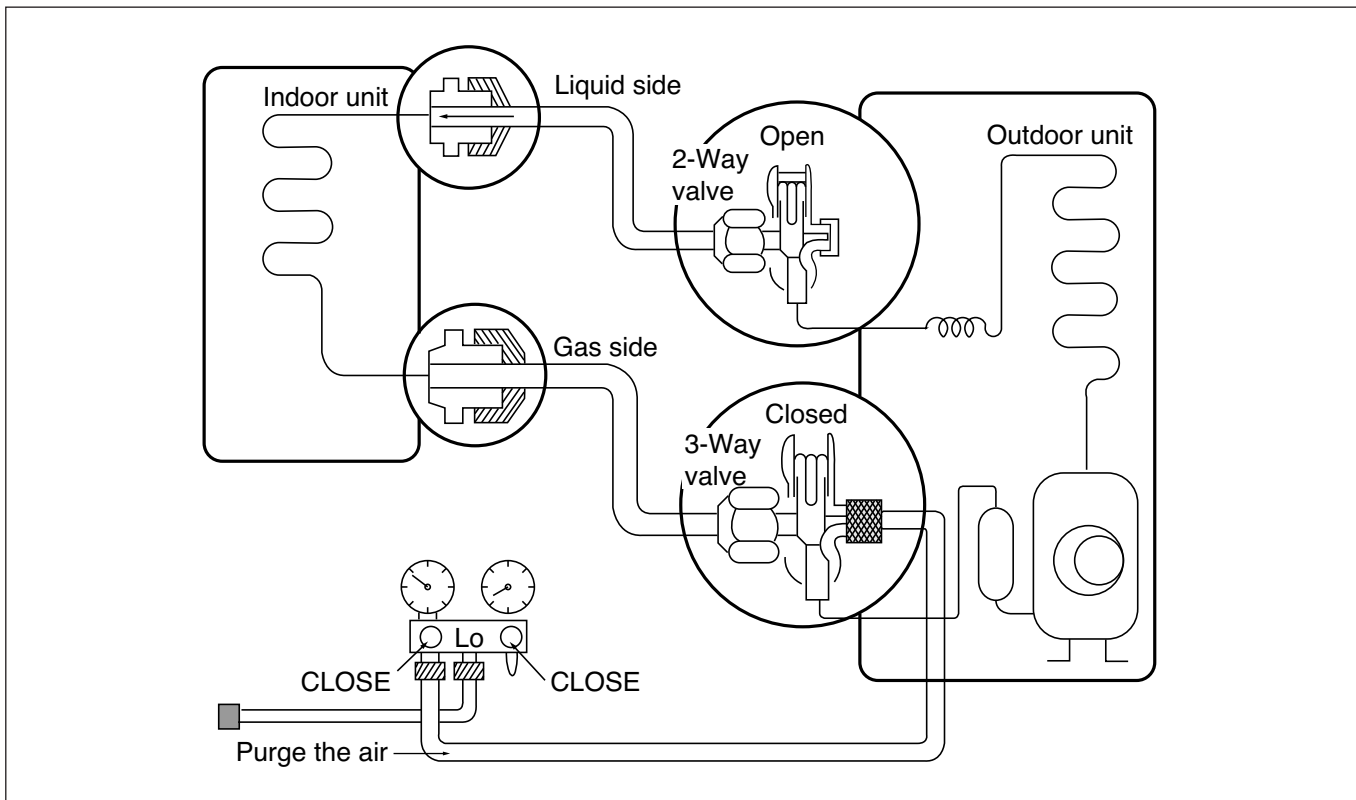 Indoor unit
Liquid side
Open
2-Way
valve
Outdoor unit
Gas side
Closed
3-Way
valve
Lo
CLOSE
CLOSE
Purge the air